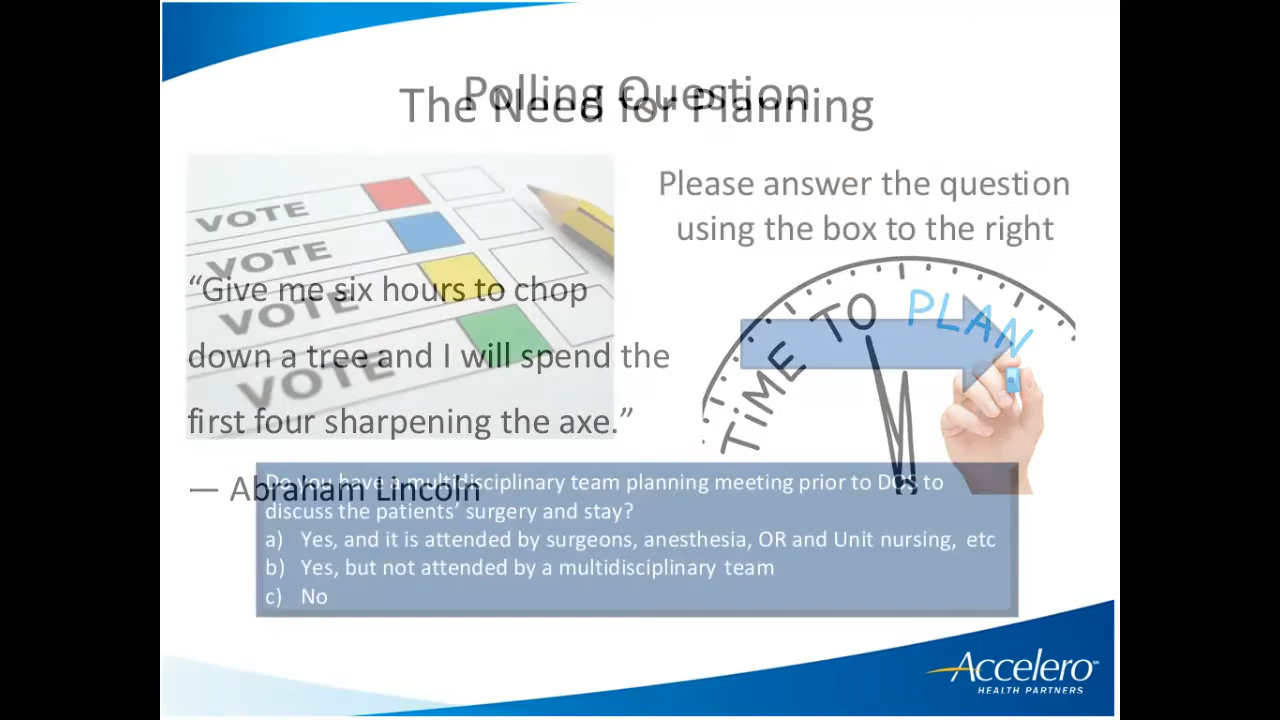 Polling Question
The Need for Planning
Please answer the question
using the box to the right
VOTE
VOTE
VOTE
VOTE
“Give me six hours to chop
down a tree and I will spend the
first four sharpening the axe.”
— Abraham Lincoln
TiME TO PLAN
Do you have a multidisciplinary team planning meeting prior to DOS to
discuss the patients’ surgery and stay?
a) Yes, and it is attended by surgeons, anesthesia, OR and Unit nursing, etc
b) Yes, but not attended by a multidisciplinary team
c) No
Accelero
HEALTH PARTNERS